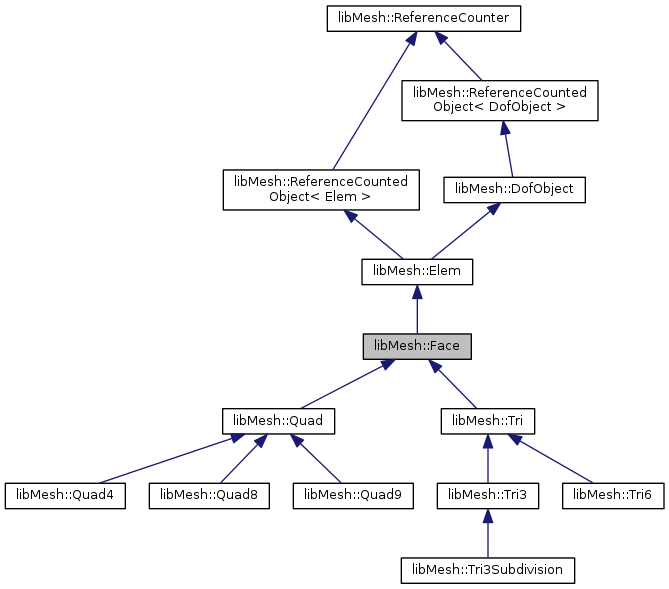 libMesh::ReferenceCounter
libMesh::ReferenceCounted
Object< DofObject >
libMesh::ReferenceCounted
Object< Elem >
libMesh::DofObject
libMesh::Elem
libMesh::Face
libMesh::Quad
libMesh::Tri
libMesh::Quad4
libMesh::Quad8
libMesh::Quad9
libMesh::Tri3
libMesh::Tri6
libMesh::Tri3Subdivision